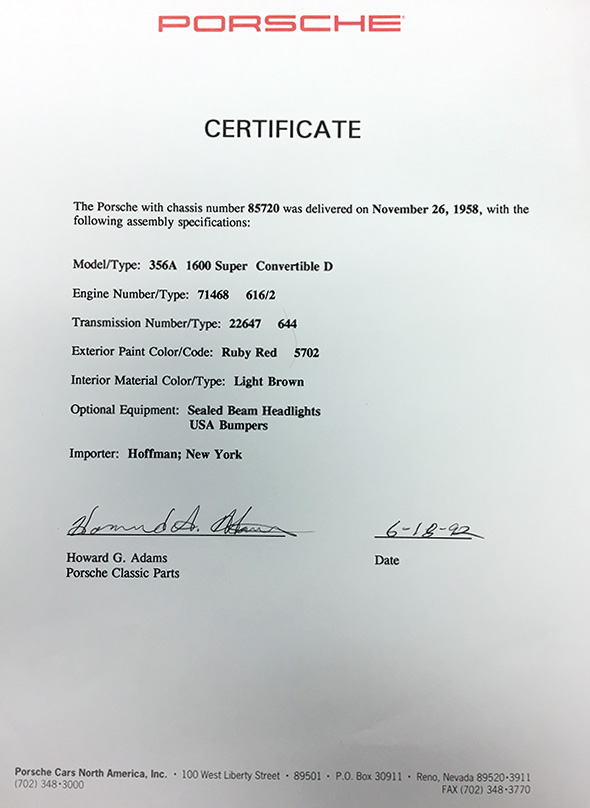 PORSCHE
CERTIFICATE
The Porsche with chassis number 85720 was delivered on November 26, 1958, with the
following assembly specifications:
Model/Type: 356A 1600 Super Convertible D
Engine Number/Type: 71468 616/2
Transmission Number/Type: 22647 644
Exterior Paint Color/Code: Ruby Red 5702
Interior Material Color/Type: Light Brown
Optional Equipment: Sealed Beam Headlights
USA Bumpers
Importer: Hoffman; New York
Howard G. Adams 6-18-92
Howard G. Adams Date
Porsche Classic Parts
Porsche Cars North America, Inc. · 100 West Liberty Street · 89501 · P.O. Box 30911 · Reno, Nevada 89520·3911
(702) 348·3000 FAX (702) 348·3770